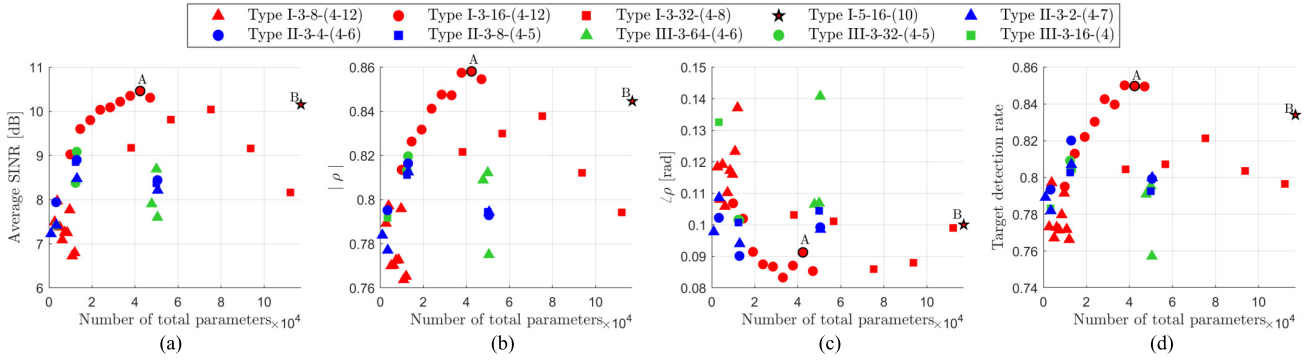 Type I-3-8-(4-12) Type I-3-16-(4-12) Type I-3-32-(4-8) Type I-5-16-(10) Type II-3-2-(4-7)
Type II-3-4-(4-6) Type II-3-8-(4-5) Type III-3-64-(4-6) Type III-3-32-(4-5) Type III-3-16-(4)
Average SINR [dB]
11
10
9
8
7
6
A
B
0 2 4 6 8 10
Number of total parameters ×10⁴
(a)
| ρ |
0.86
0.84
0.82
0.8
0.78
0.76
A
B
0 2 4 6 8 10
Number of total parameters ×10⁴
(b)
∠ρ [rad]
0.15
0.14
0.13
0.12
0.11
0.1
0.09
0.08
A
B
0 2 4 6 8 10
Number of total parameters ×10⁴
(c)
Target detection rate
0.86
0.84
0.82
0.8
0.78
0.76
0.74
A
B
0 2 4 6 8 10
Number of total parameters ×10⁴
(d)